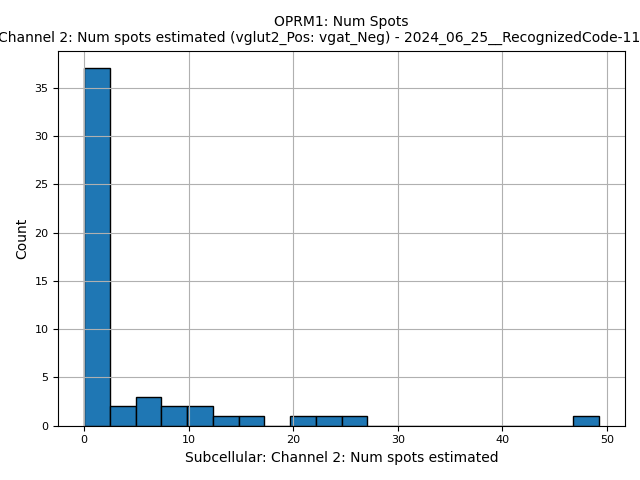 OPRM1: Num Spots
Channel 2: Num spots estimated (vglut2_Pos: vgat_Neg) - 2024_06_25__RecognizedCode-11
Count
35
30
25
20
15
10
5
0
0 10 20 30 40 50
Subcellular: Channel 2: Num spots estimated